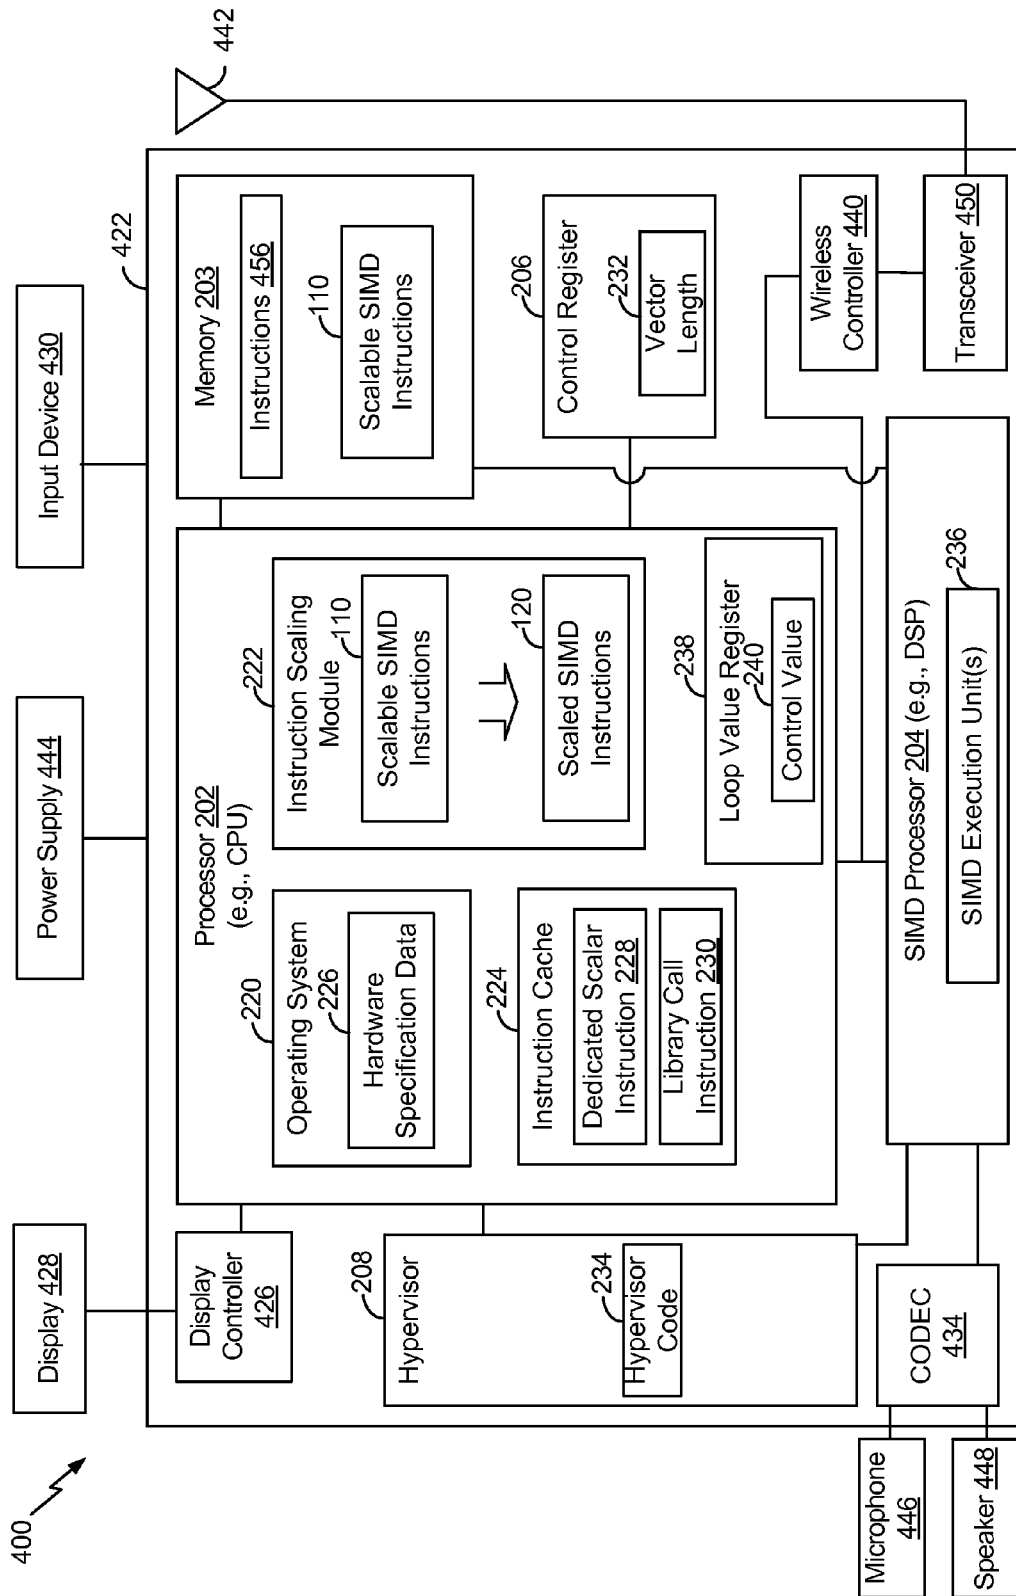 400
Display 428
Power Supply 444
Input Device 430
422
442
Display
Controller
426
Processor 202
(e.g., CPU)
220
Operating System
226
Hardware
Specification Data
222
Instruction Scaling
Module
110
Scalable SIMD
Instructions
120
Scaled SIMD
Instructions
Memory 203
Instructions 456
110
Scalable SIMD
Instructions
208
Hypervisor
234
Hypervisor
Code
224
Instruction Cache
Dedicated Scalar
Instruction 228
Library Call
Instruction 230
238
Loop Value Register
240
Control Value
206
Control Register
232
Vector
Length
Microphone
446
Speaker 448
CODEC
434
SIMD Processor 204 (e.g., DSP)
236
SIMD Execution Unit(s)
Wireless
Controller 440
Transceiver 450